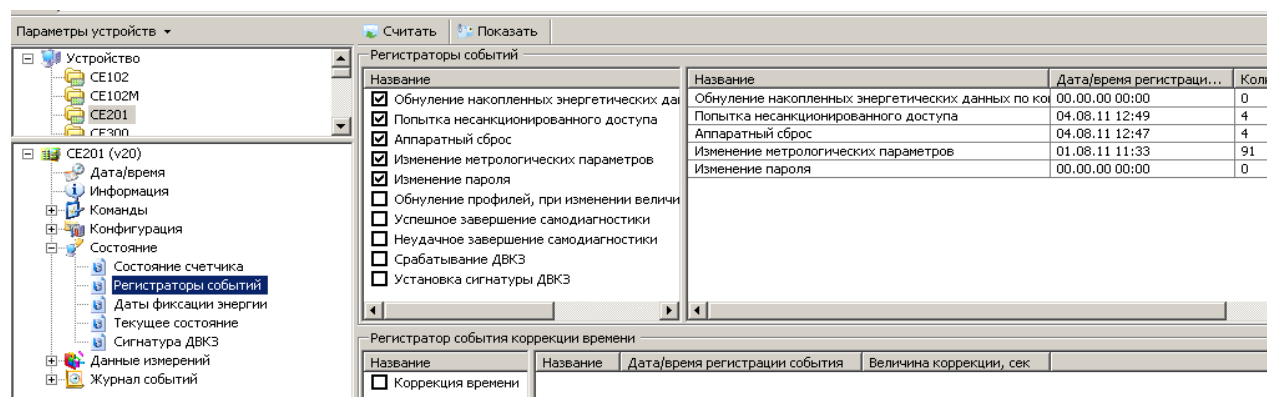 Параметры устройств
Считать
Показать
Устройство
CE102
CE102M
CE201
CE300
CE201 (v20)
Дата/время
Информация
Команды
Конфигурация
Состояние
Состояние счетчика
Регистраторы событий
Даты фиксации энергии
Текущее состояние
Сигнатура ДВКЗ
Данные измерений
Журнал событий
Регистраторы событий
Название
Обнуление накопленных энергетических да
Попытка несанкционированного доступа
Аппаратный сброс
Изменение метрологических параметров
Изменение пароля
Обнуление профилей, при изменении величи
Успешное завершение самодиагностики
Неудачное завершение самодиагностики
Срабатывание ДВКЗ
Установка сигнатуры ДВКЗ
Название Дата/время регистраци... Кол
Обнуление накопленных энергетических данных по ко 00.00.00 00:00 0
Попытка несанкционированного доступа 04.08.11 12:49 4
Аппаратный сброс 04.08.11 12:47 4
Изменение метрологических параметров 01.08.11 11:33 91
Изменение пароля 00.00.00 00:00 0
Регистратор события коррекции времени
Название
Коррекция времени
Название Дата/время регистрации события Величина коррекции, сек